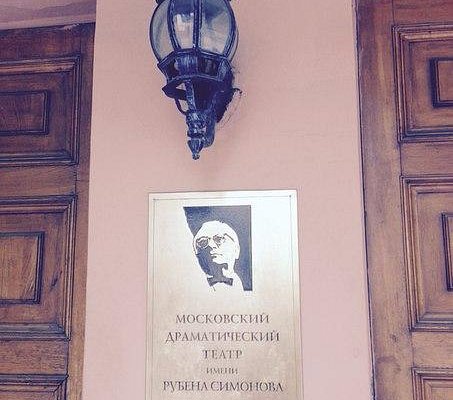 МОСКОВСКИЙ
ДРАМАТИЧЕСКИЙ
ТЕАТР
ИМЕНИ
РУБЕНА СИМОНОВА